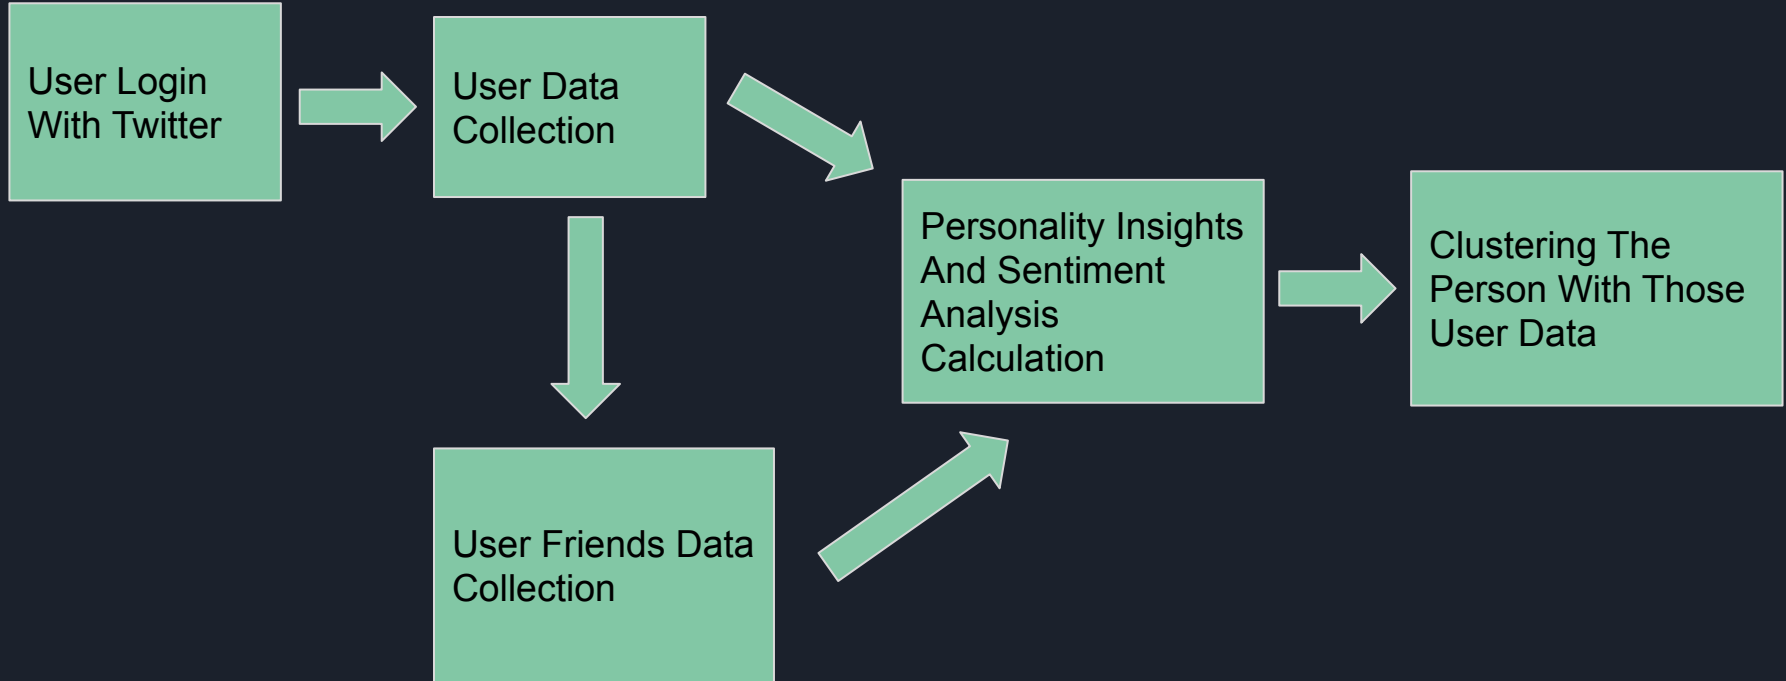 User Login
With Twitter
User Data
Collection
Personality Insights
And Sentiment
Analysis
Calculation
Clustering The
Person With Those
User Data
User Friends Data
Collection